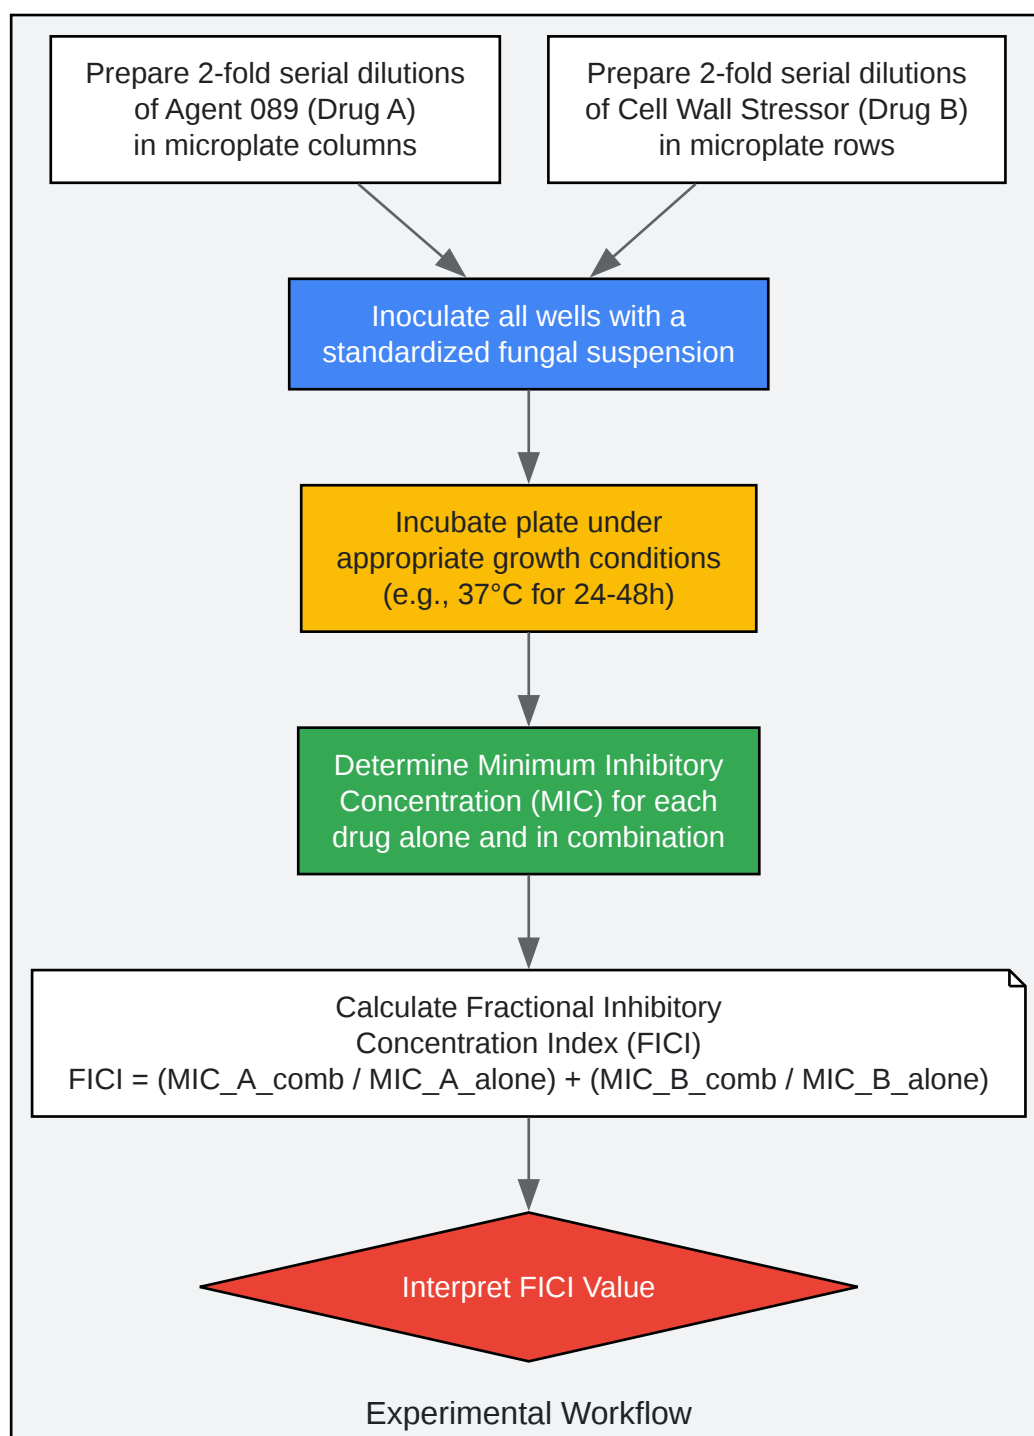 Prepare 2-fold serial dilutions
of Agent 089 (Drug A)
in microplate columns
Prepare 2-fold serial dilutions
of Cell Wall Stressor (Drug B)
in microplate rows
Inoculate all wells with a
standardized fungal suspension
Incubate plate under
appropriate growth conditions
(e.g., 37°C for 24-48h)
Determine Minimum Inhibitory
Concentration (MIC) for each
drug alone and in combination
Calculate Fractional Inhibitory
Concentration Index (FICI)
FICI = (MIC_A_comb / MIC_A_alone) + (MIC_B_comb / MIC_B_alone)
Interpret FICI Value
Experimental Workflow